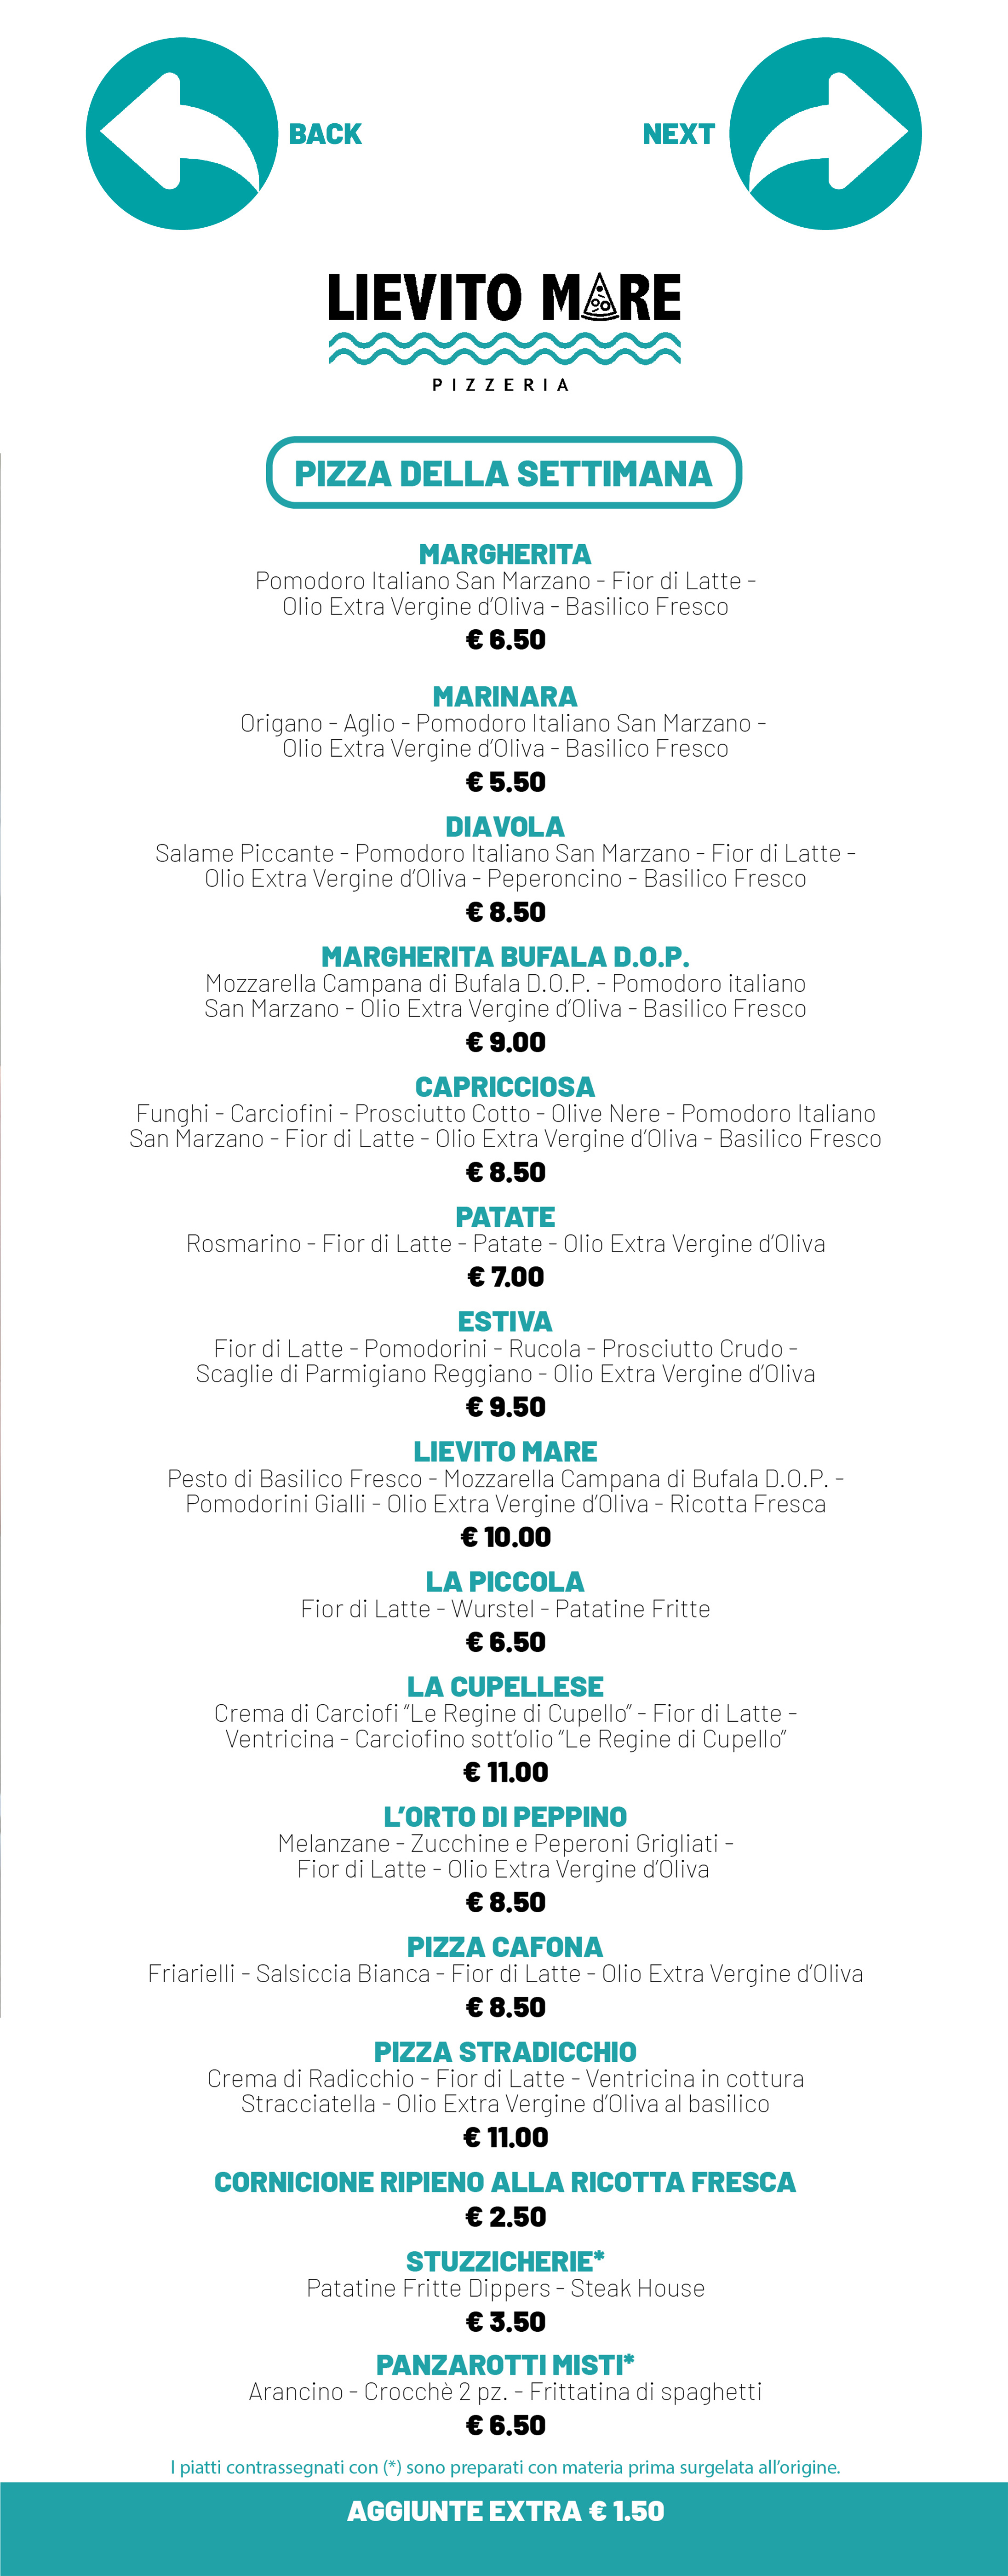 BACK
NEXT
LIEVITO MARE
PIZZERIA
PIZZA DELLA SETTIMANA
MARGHERITA
Pomodoro Italiano San Marzano - Fior di Latte -
Olio Extra Vergine d'Oliva - Basilico Fresco
€ 6.50
MARINARA
Origano - Aglio - Pomodoro Italiano San Marzano -
Olio Extra Vergine d'Oliva - Basilico Fresco
€ 5.50
DIAVOLA
Salame Piccante - Pomodoro Italiano San Marzano - Fior di Latte -
Olio Extra Vergine d'Oliva - Peperoncino - Basilico Fresco
€ 8.50
MARGHERITA BUFALA D.O.P.
Mozzarella Campana di Bufala D.O.P. - Pomodoro italiano
San Marzano - Olio Extra Vergine d'Oliva - Basilico Fresco
€ 9.00
CAPRICCIOSA
Funghi - Carciofini - Prosciutto Cotto - Olive Nere - Pomodoro Italiano
San Marzano - Fior di Latte - Olio Extra Vergine d'Oliva - Basilico Fresco
€ 8.50
PATATE
Rosmarino - Fior di Latte - Patate - Olio Extra Vergine d'Oliva
€ 7.00
ESTIVA
Fior di Latte - Pomodorini - Rucola - Prosciutto Crudo -
Scaglie di Parmigiano Reggiano - Olio Extra Vergine d'Oliva
€ 9.50
LIEVITO MARE
Pesto di Basilico Fresco - Mozzarella Campana di Bufala D.O.P. -
Pomodorini Gialli - Olio Extra Vergine d'Oliva - Ricotta Fresca
€ 10.00
LA PICCOLA
Fior di Latte - Wurstel - Patatine Fritte
€ 6.50
LA CUPELLESE
Crema di Carciofi "Le Regine di Cupello" - Fior di Latte -
Ventricina - Carciofino sott'olio "Le Regine di Cupello"
€ 11.00
L'ORTO DI PEPPINO
Melanzane - Zucchine e Peperoni Grigliati -
Fior di Latte - Olio Extra Vergine d'Oliva
€ 8.50
PIZZA CAFONA
Friarielli - Salsiccia Bianca - Fior di Latte - Olio Extra Vergine d'Oliva
€ 8.50
PIZZA STRADICCHIO
Crema di Radicchio - Fior di Latte - Ventricina in cottura
Stracciatella - Olio Extra Vergine d'Oliva al basilico
€ 11.00
CORNICIONE RIPIENO ALLA RICOTTA FRESCA
€ 2.50
STUZZICHERIE*
Patatine Fritte Dippers - Steak House
€ 3.50
PANZAROTTI MISTI*
Arancino - Crocchè 2 pz. - Frittatina di spaghetti
€ 6.50
I piatti contrassegnati con (*) sono preparati con materia prima surgelata all'origine.
AGGIUNTE EXTRA € 1.50